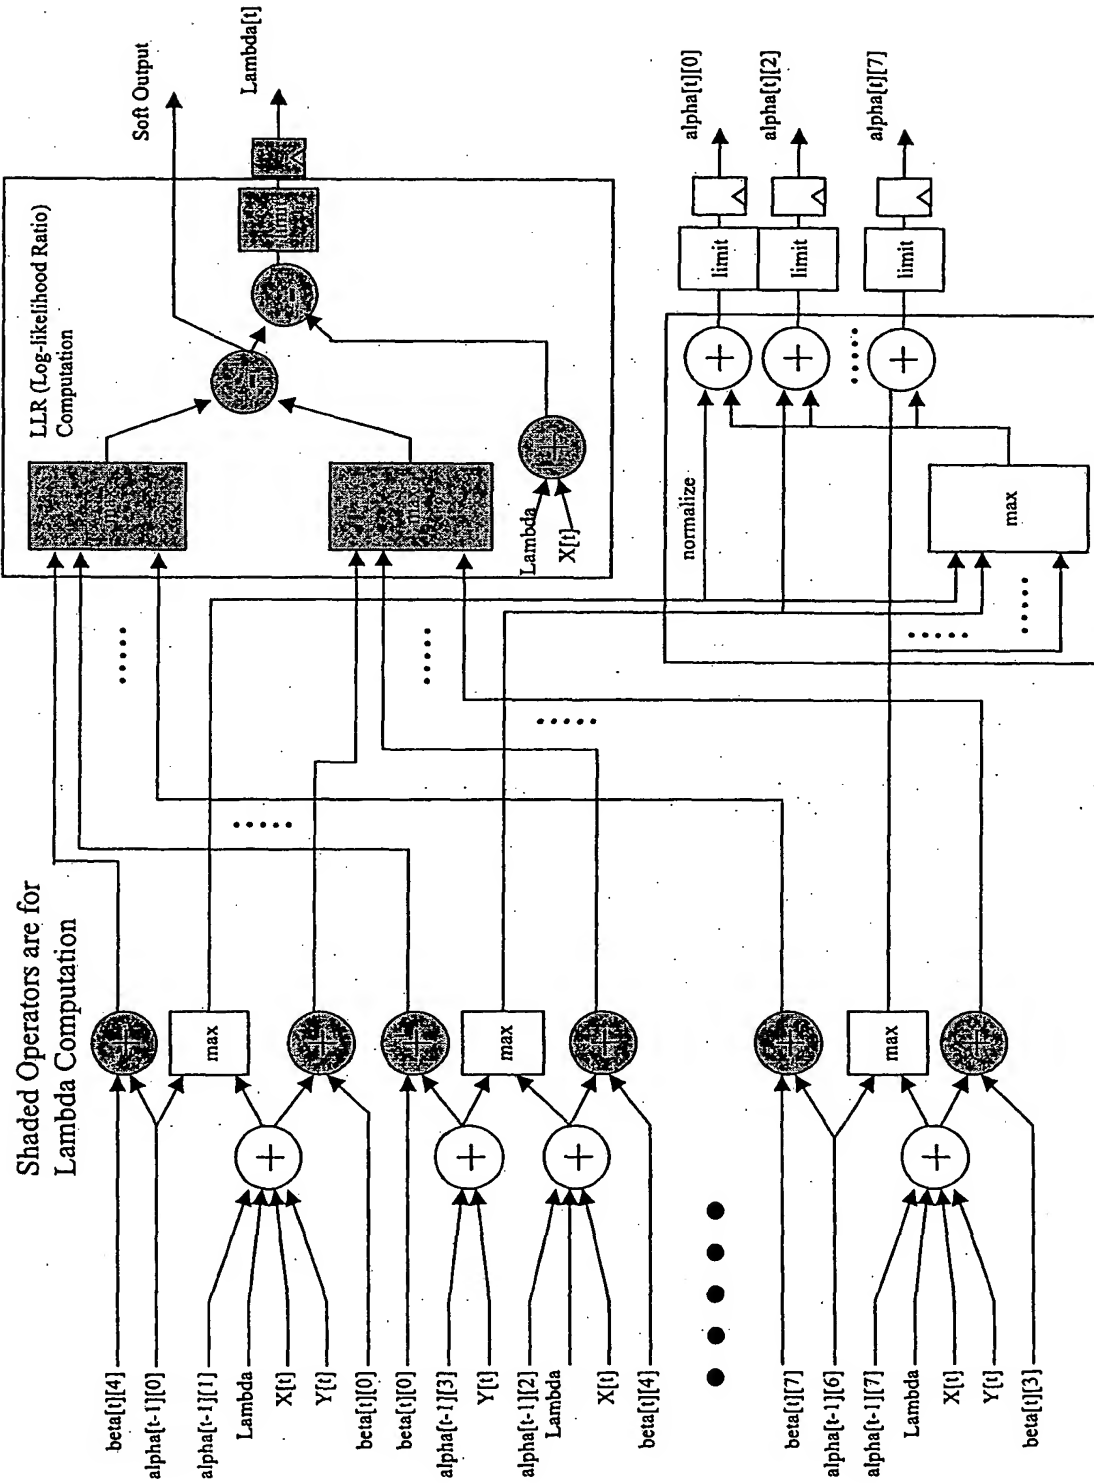 Shaded Operators are for
Lambda Computation
beta[t][4]
alpha[t-1][0]
alpha[t-1][1]
Lambda
X[t]
Y[t]
beta[t][0]
beta[t][0]
alpha[t-1][3]
Y[t]
alpha[t-1][2]
Lambda
X[t]
beta[t][4]
beta[t][7]
alpha[t-1][6]
alpha[t-1][7]
Lambda
X[t]
Y[t]
beta[t][3]
+
max
+
+
+
max
+
+
+
+
max
+
+
LLR (Log-likelihood Ratio)
Computation
max
max
Lambda
X[t]
+
-
-
limit
Soft Output
Lambda[t]
normalize
max
+
+
+
limit
limit
limit
alpha[t][0]
alpha[t][2]
alpha[t][7]